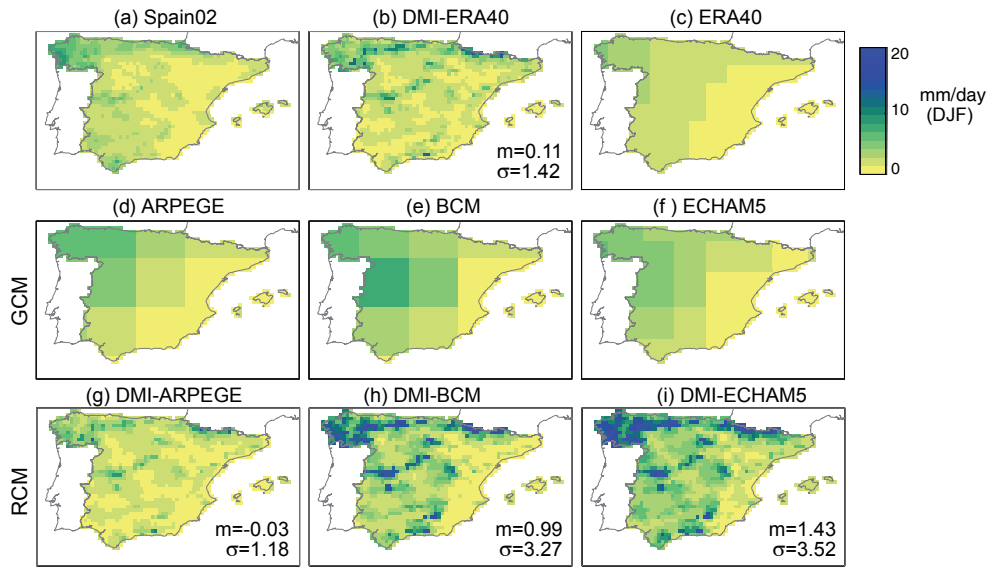 (a) Spain02
(b) DMI-ERA40
(c) ERA40
m=0.11
σ=1.42
20
10
0
mm/day
(DJF)
GCM
(d) ARPEGE
(e) BCM
(f ) ECHAM5
RCM
(g) DMI-ARPEGE
(h) DMI-BCM
(i) DMI-ECHAM5
m=-0.03
σ=1.18
m=0.99
σ=3.27
m=1.43
σ=3.52